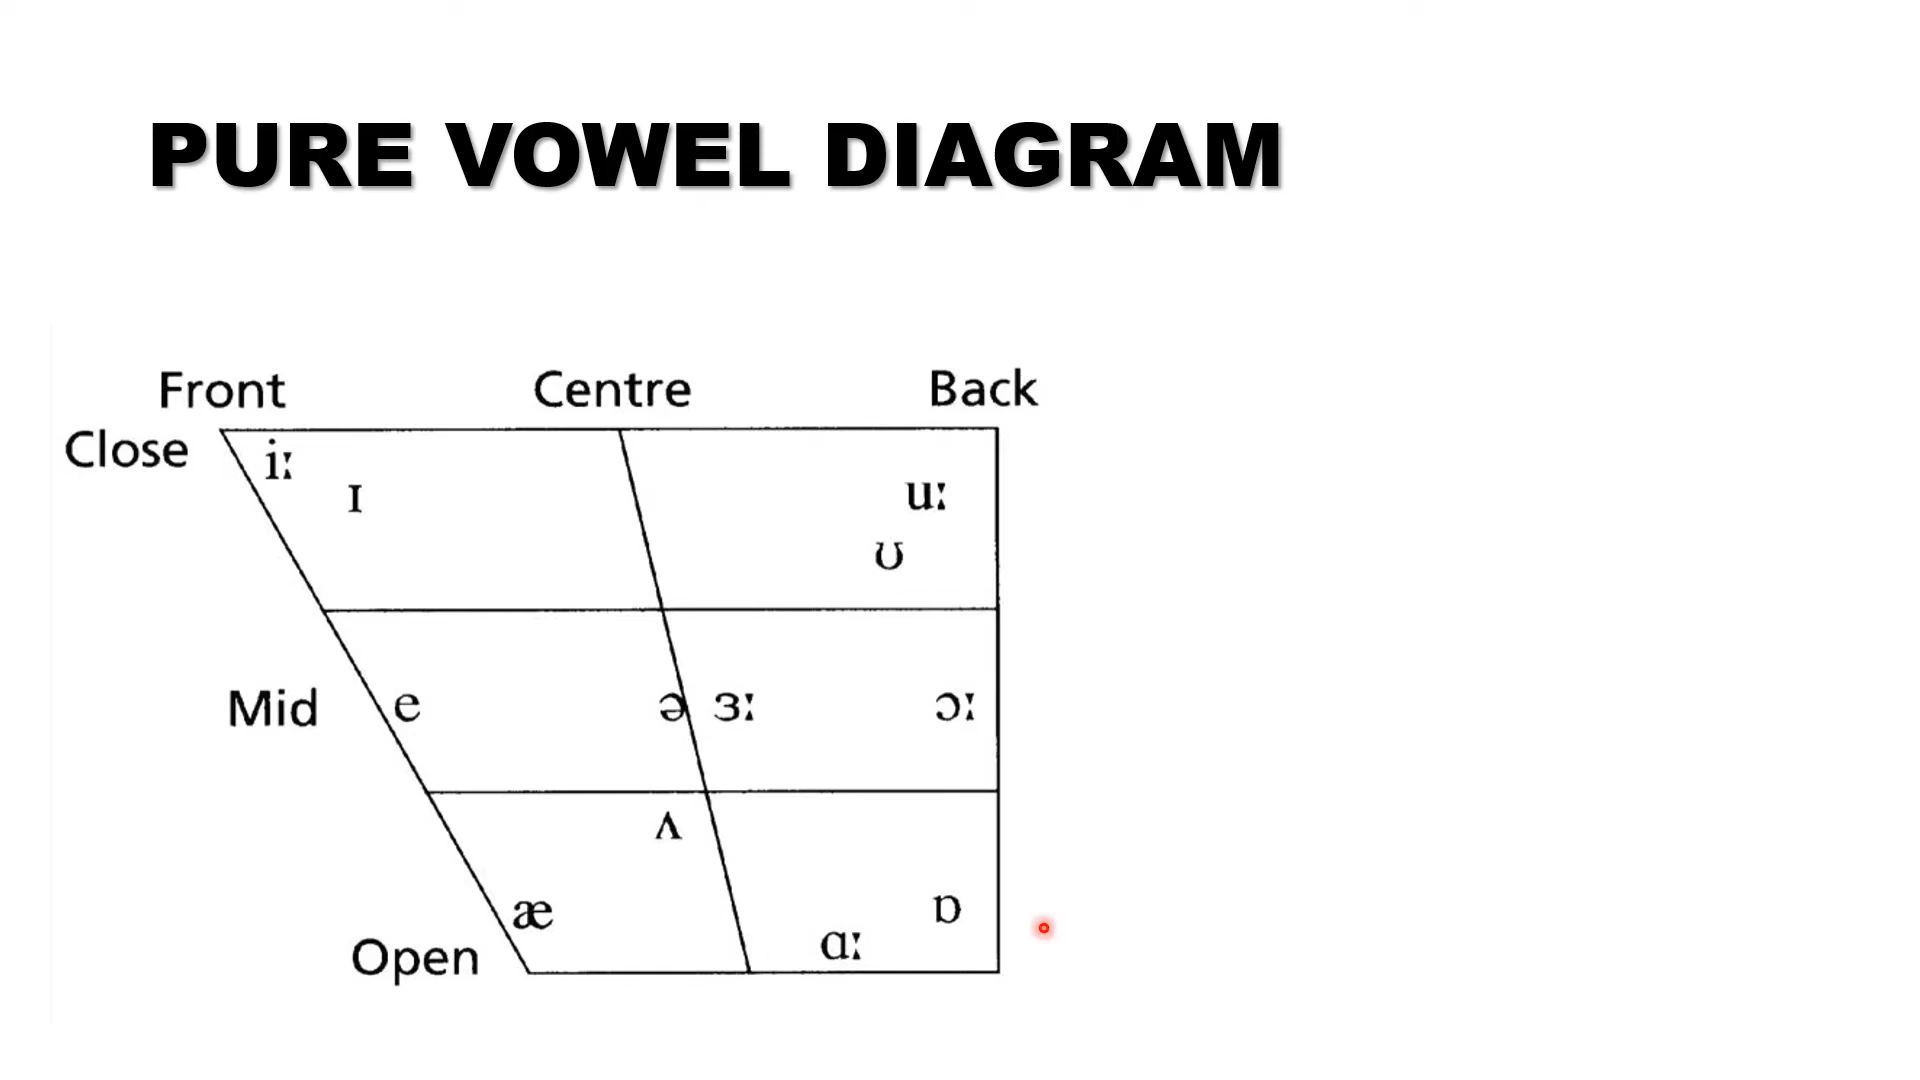 PURE VOWEL DIAGRAM
Front Centre Back
Close
iː
ɪ
uː
ʊ
Mid e ə ɜː ɔː
ʌ
æ
ɒ
Open
ɑː